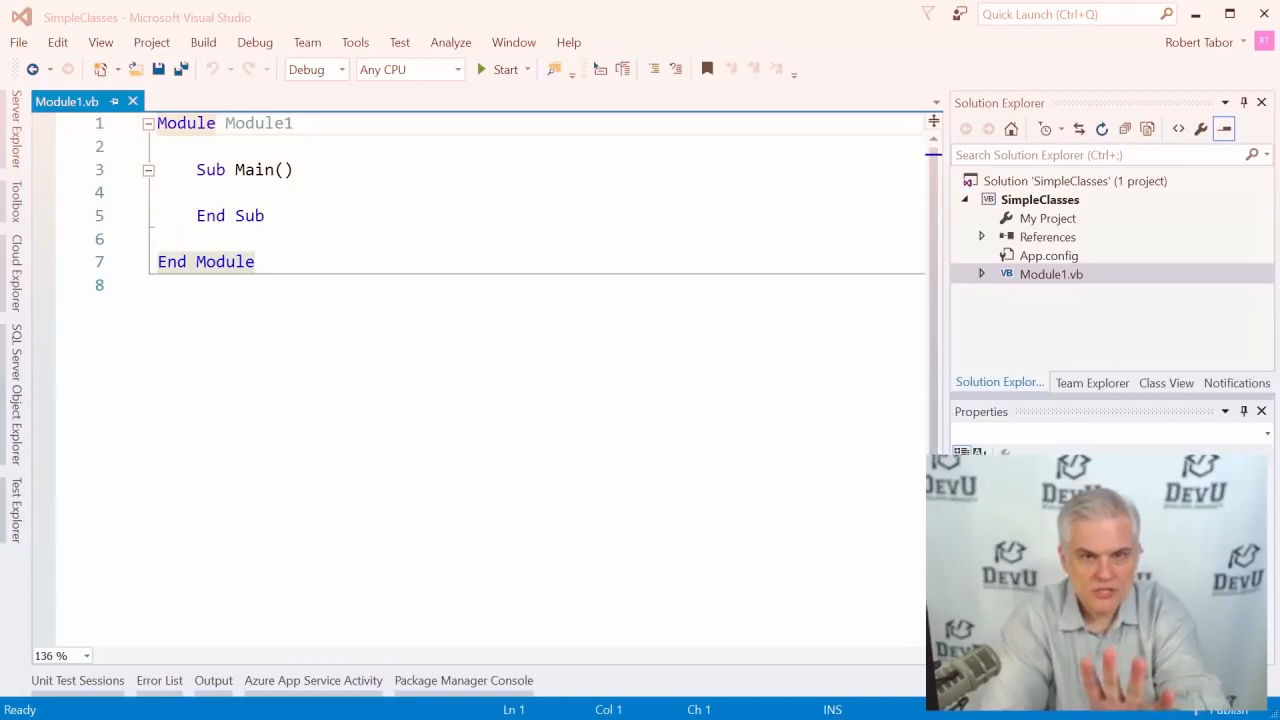 SimpleClasses - Microsoft Visual Studio
Quick Launch (Ctrl+Q)
File Edit View Project Build Debug Team Tools Test Analyze Window Help
Robert Tabor
RT
Debug
Any CPU
Start
Server Explorer
Toolbox
Cloud Explorer
SQL Server Object Explorer
Test Explorer
Module1.vb
1 Module Module1
2
3 Sub Main()
4
5 End Sub
6
7 End Module
8
136 %
Solution Explorer
Search Solution Explorer (Ctrl+;)
Solution 'SimpleClasses' (1 project)
VB SimpleClasses
My Project
References
App.config
VB Module1.vb
Solution Explor...
Team Explorer
Class View
Notifications
Properties
DevU
DevU
DevU
DevU
Unit Test Sessions
Error List
Output
Azure App Service Activity
Package Manager Console
Ready
Ln 1
Col 1
Ch 1
INS
Publish